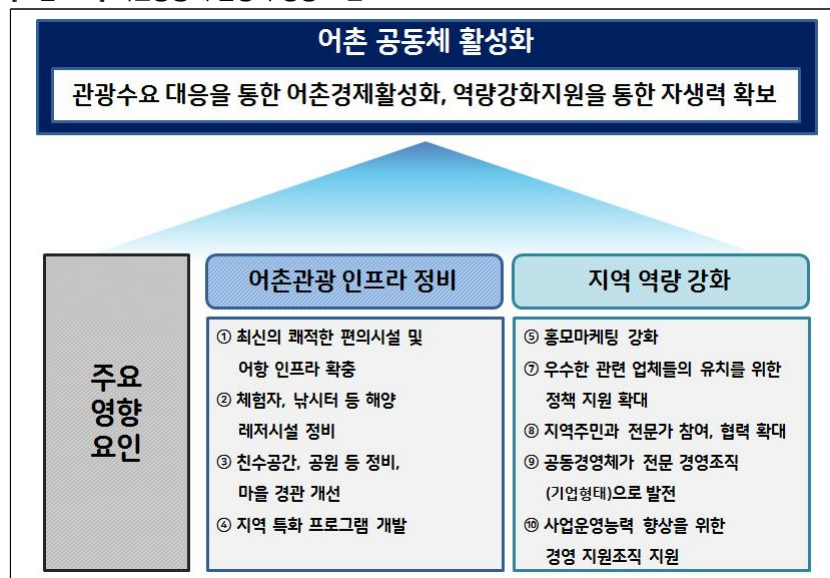 어촌 공동체 활성화
관광수요 대응을 통한 어촌경제활성화, 역량강화지원을 통한 자생력 확보
주요
영향
요인
어촌관광 인프라 정비
① 최신의 쾌적한 편의시설 및
어항 인프라 확충
② 체험자, 낚시터 등 해양
레저시설 정비
③ 친수공간, 공원 등 정비,
마을 경관 개선
④ 지역 특화 프로그램 개발
지역 역량 강화
⑤ 홍모마케팅 강화
⑦ 우수한 관련 업체들의 유치를 위한
정책 지원 확대
⑧ 지역주민과 전문가 참여, 협력 확대
⑨ 공동경영체가 전문 경영조직
(기업형태)으로 발전
⑩ 사업운영능력 향상을 위한
경영 지원조직 지원